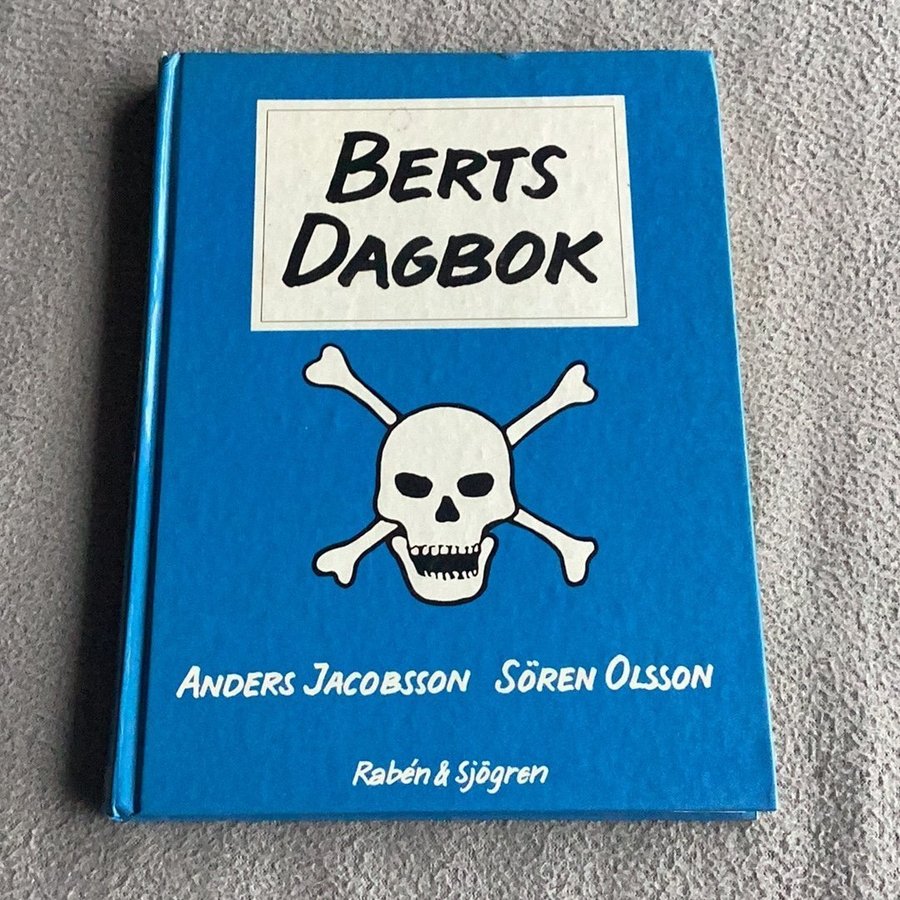 BERTS
DAGBOK
ANDERS JACOBSSON SÖREN OLSSON
Rabén & Sjögren